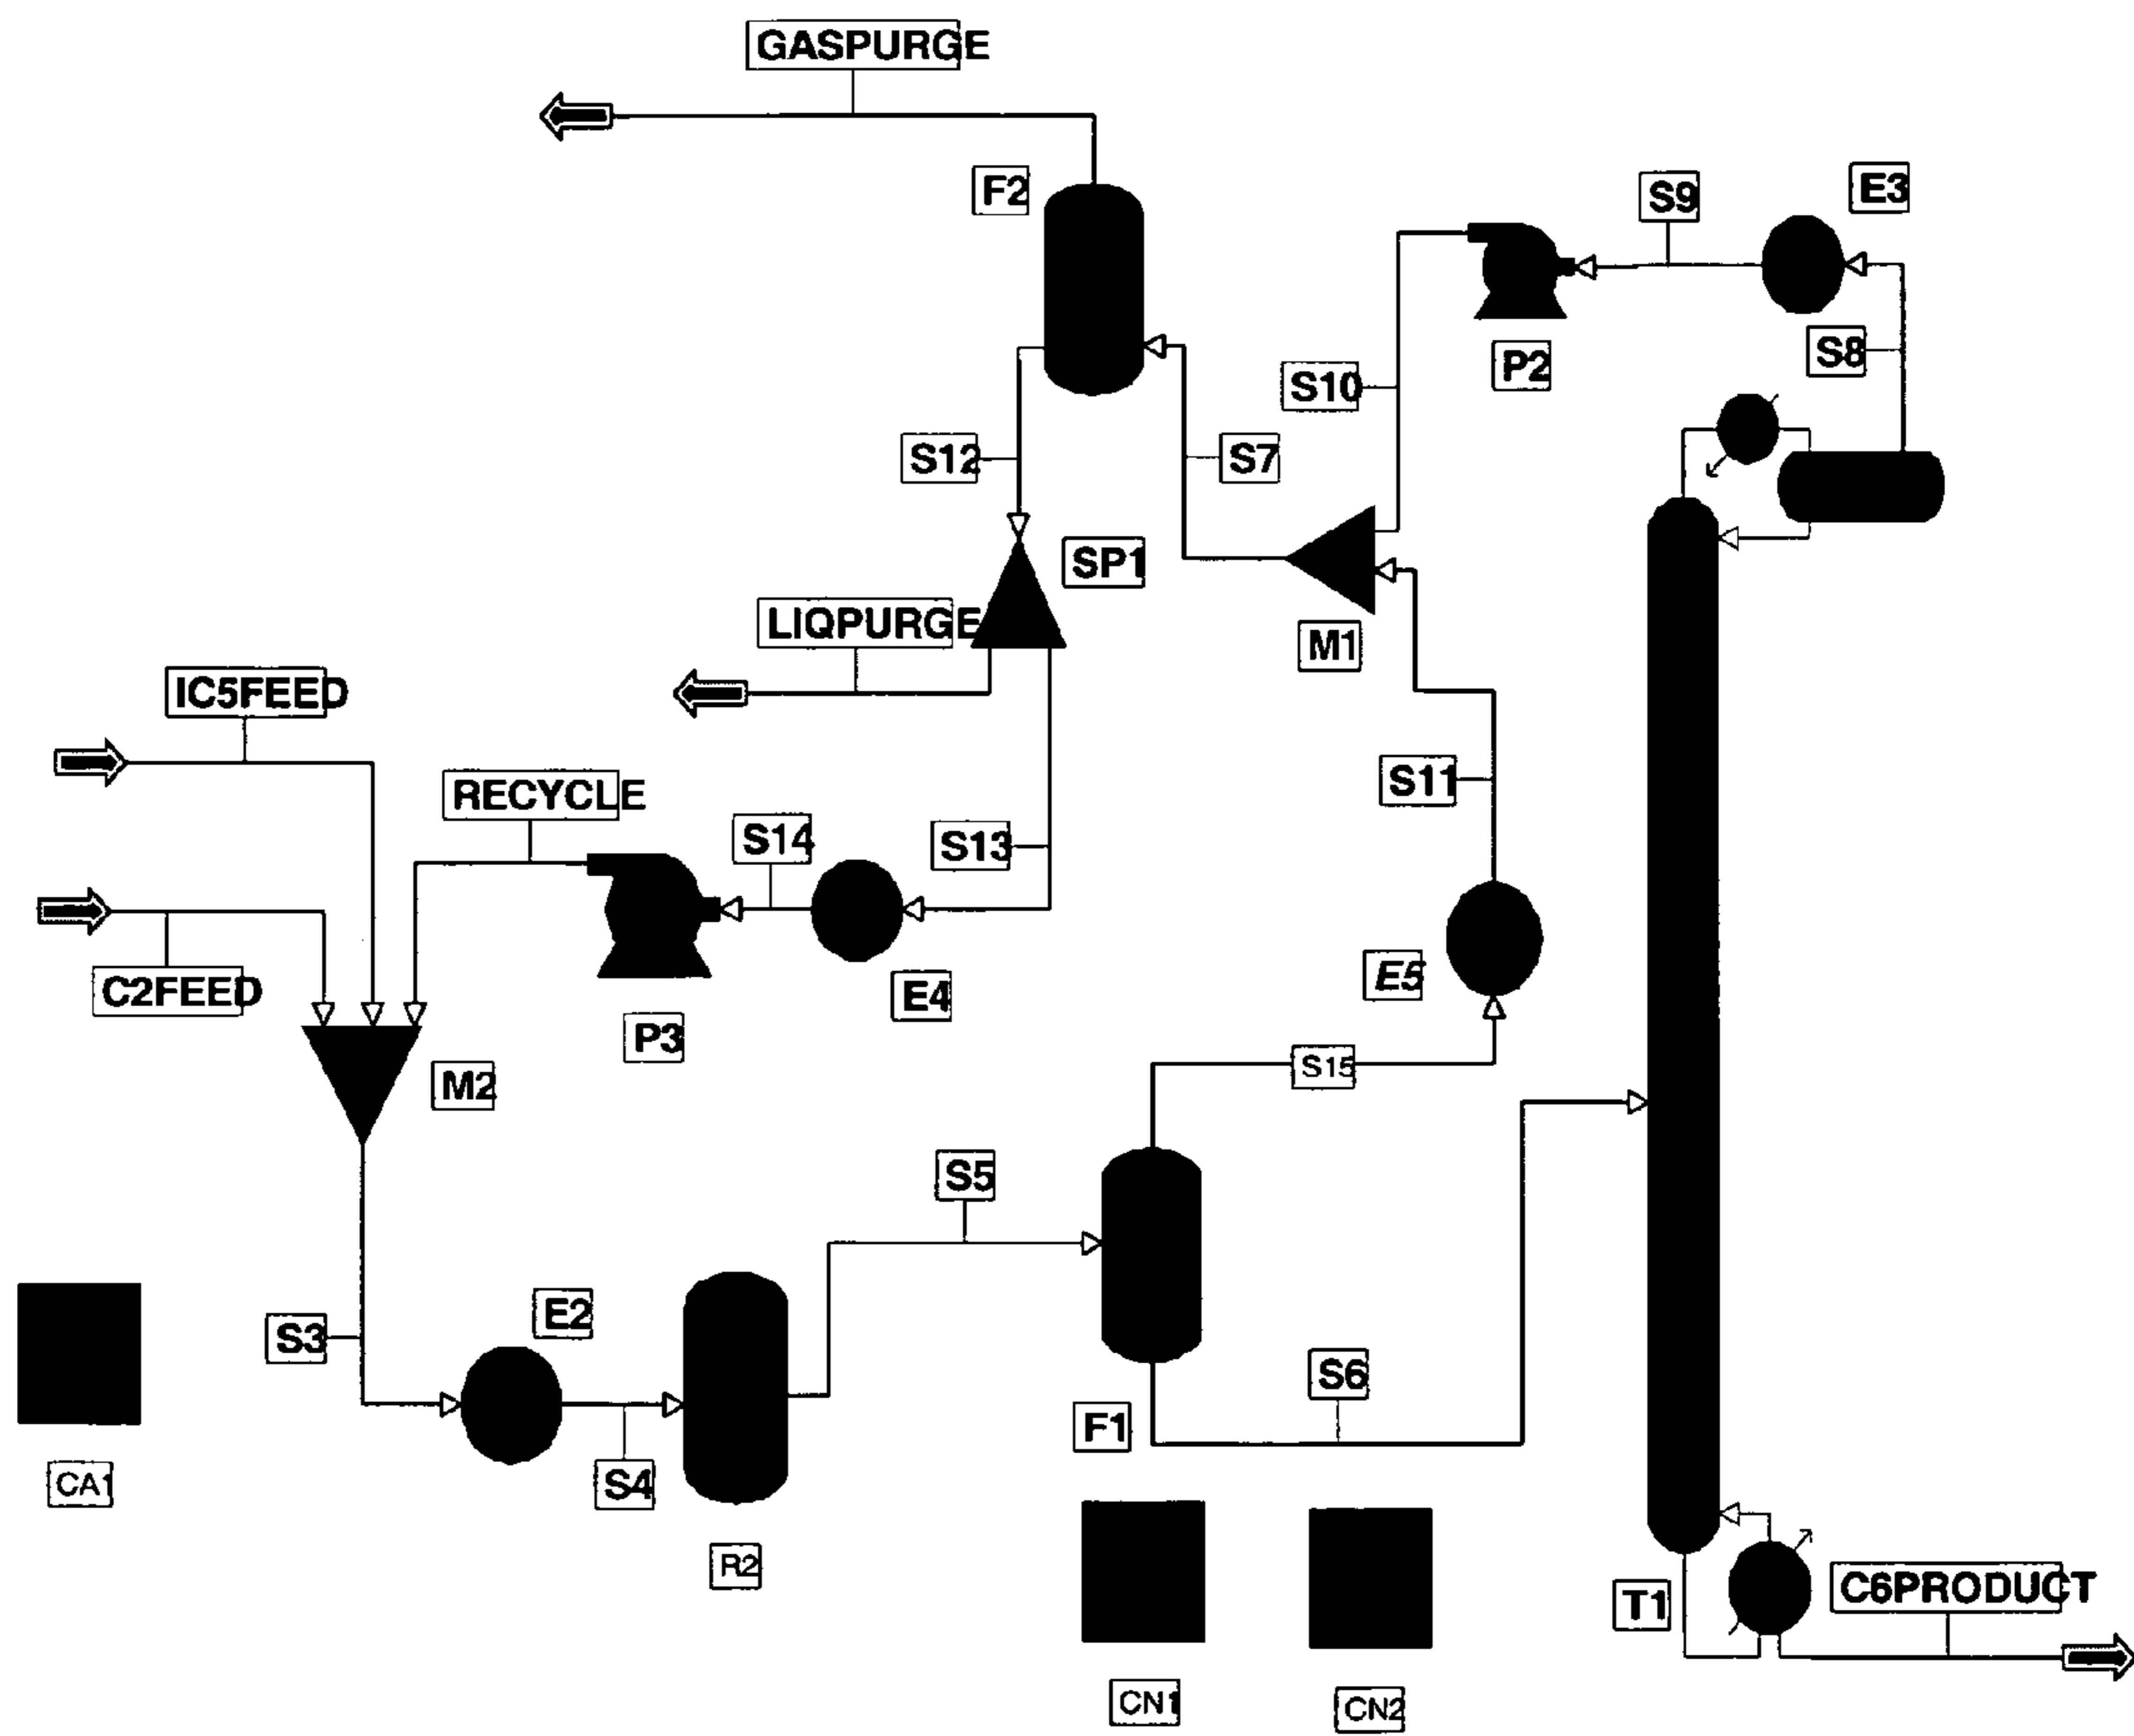 GASPURGE
F2
S9
E3
S8
P2
S10
S12
S7
SP1
LIQPURGE
M1
IC5FEED
RECYCLE
S14
S13
S11
C2FEED
E4
E5
P3
M2
S15
S5
E2
S3
S6
F1
S4
CA1
R2
T1
C6PRODUCT
CN1
CN2